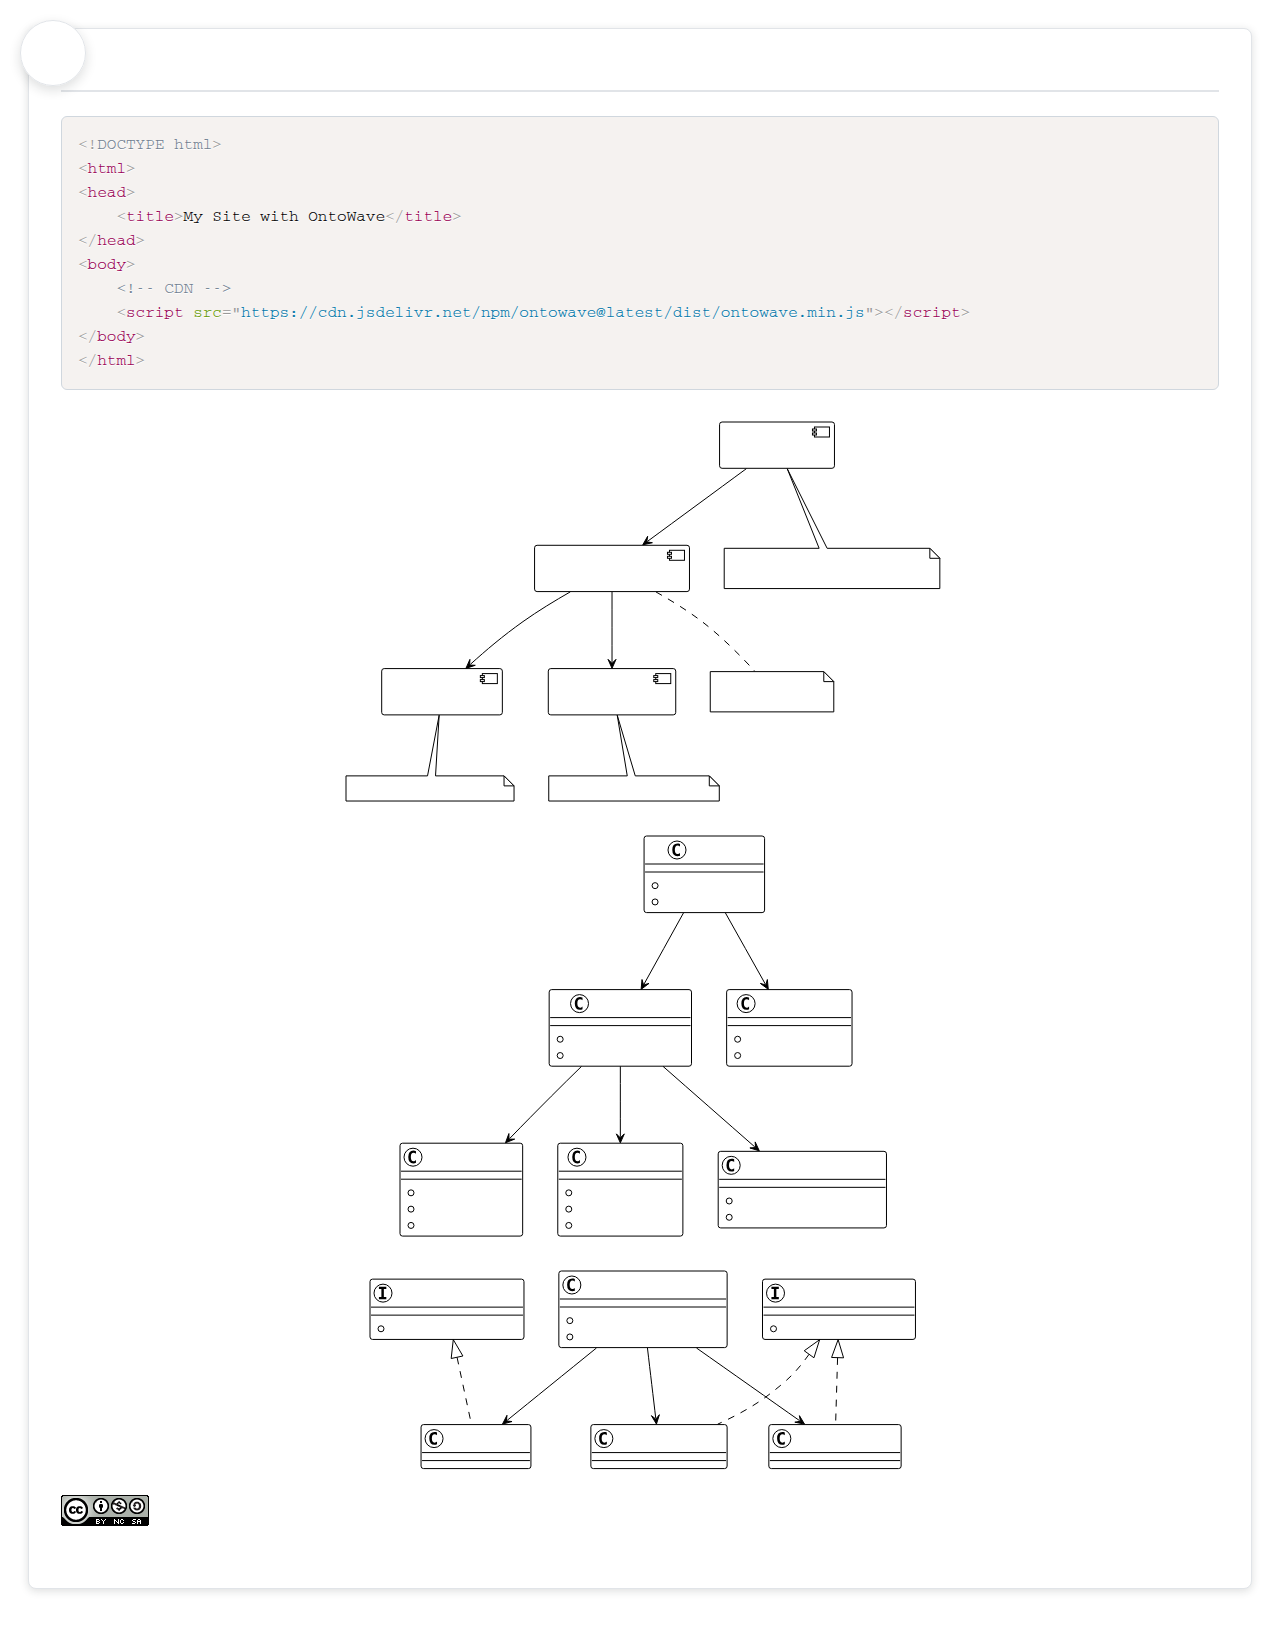 <!DOCTYPE html>
<html>
<head>
    <title>My Site with OntoWave</title>
</head>
<body>
    <!-- CDN -->
    <script src="https://cdn.jsdelivr.net/npm/ontowave@latest/dist/ontowave.min.js"></script>
</body>
</html>
C
C
C
C
C
C
I
C
I
C
C
C
cc
BY NC SA